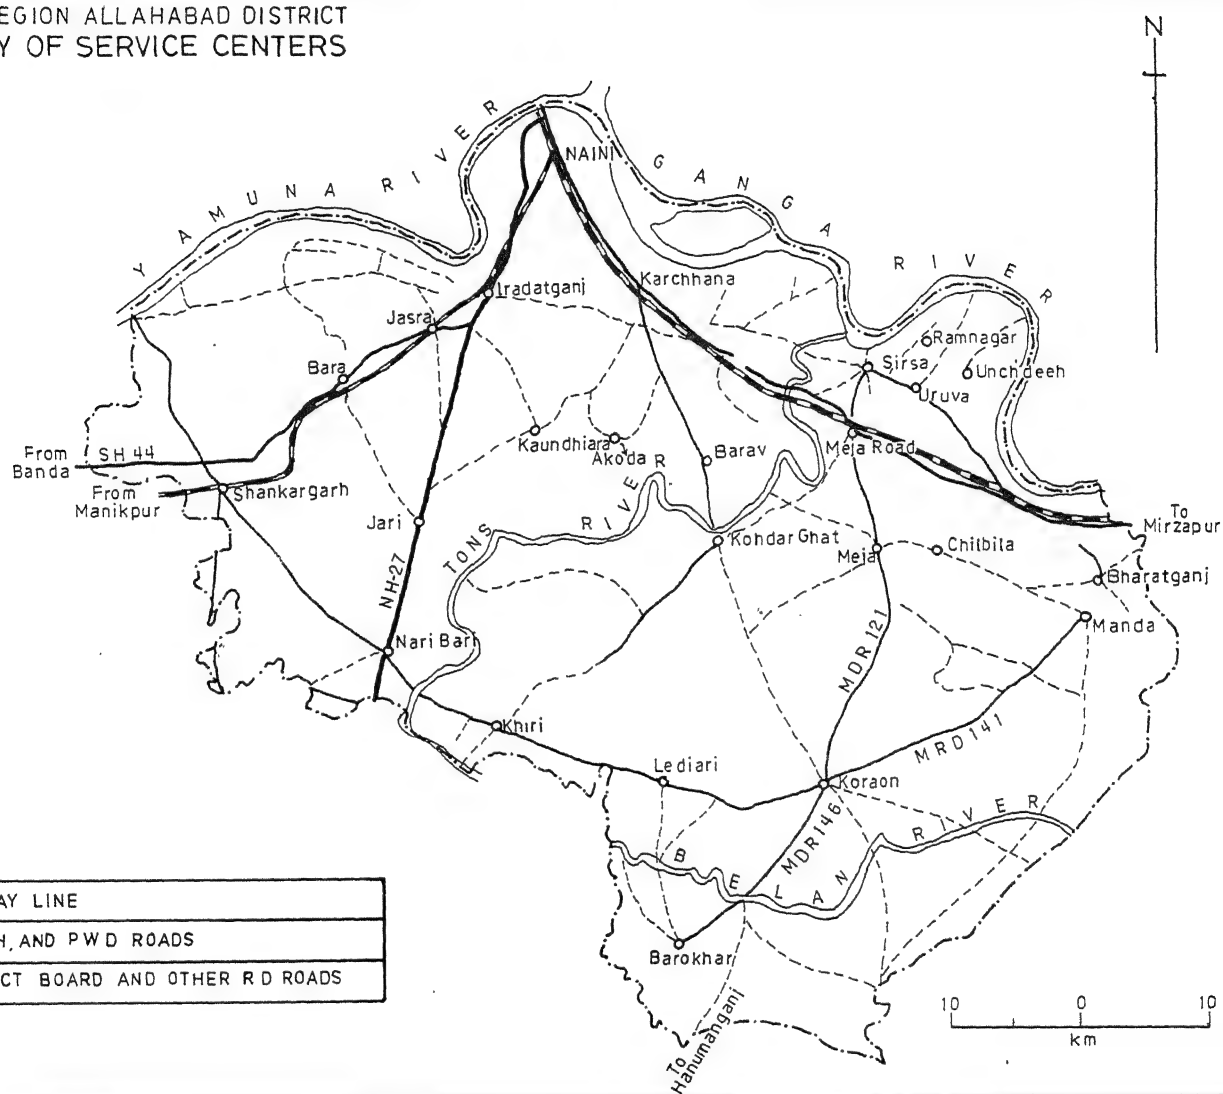 EGION ALLAHABAD DISTRICT
Y OF SERVICE CENTERS
N
YAMUNA RIVER
GANGA RIVER
NAINI
Karchhana
Iradatganj
Jasra
Bara
Ramnagar
Sirsa
Unchdeeh
Uruva
From
Banda
SH 44
From
Manikpur
Shankargarh
Kaundhiara
Akoda
Barav
Meja Road
To
Mirzapur
Jari
TONS RIVER
Kohdar Ghat
Meja
Chilbila
Bharatganj
NH-27
Manda
Nari Bari
MDR 121
Khiri
MRD 141
Lediari
Koraon
MDR 146
BELAN RIVER
Barokhar
To
Hanumanganj
AY LINE
H, AND PWD ROADS
CT BOARD AND OTHER RD ROADS
10 0 10
km